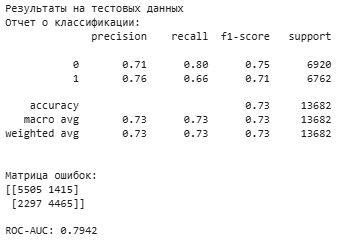 Результаты на тестовых данных
Отчет о классификации:
precision recall f1-score support
0 0.71 0.80 0.75 6920
1 0.76 0.66 0.71 6762
accuracy 0.73 13682
macro avg 0.73 0.73 0.73 13682
weighted avg 0.73 0.73 0.73 13682
Матрица ошибок:
[[5505 1415]
[2297 4465]]
ROC-AUC: 0.7942